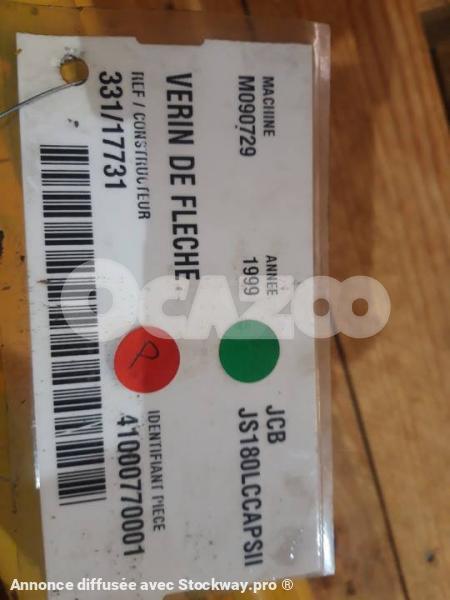 MACHINE
M090729
ANNEE
1999
JCB
JS180LCCAPSII
VERIN DE FLECHE
REF / CONSTRUCTEUR
331/17731
IDENTIFIANT PIECE
41000770001
P
OCAZOO
Annonce diffusée avec Stockway.pro ®